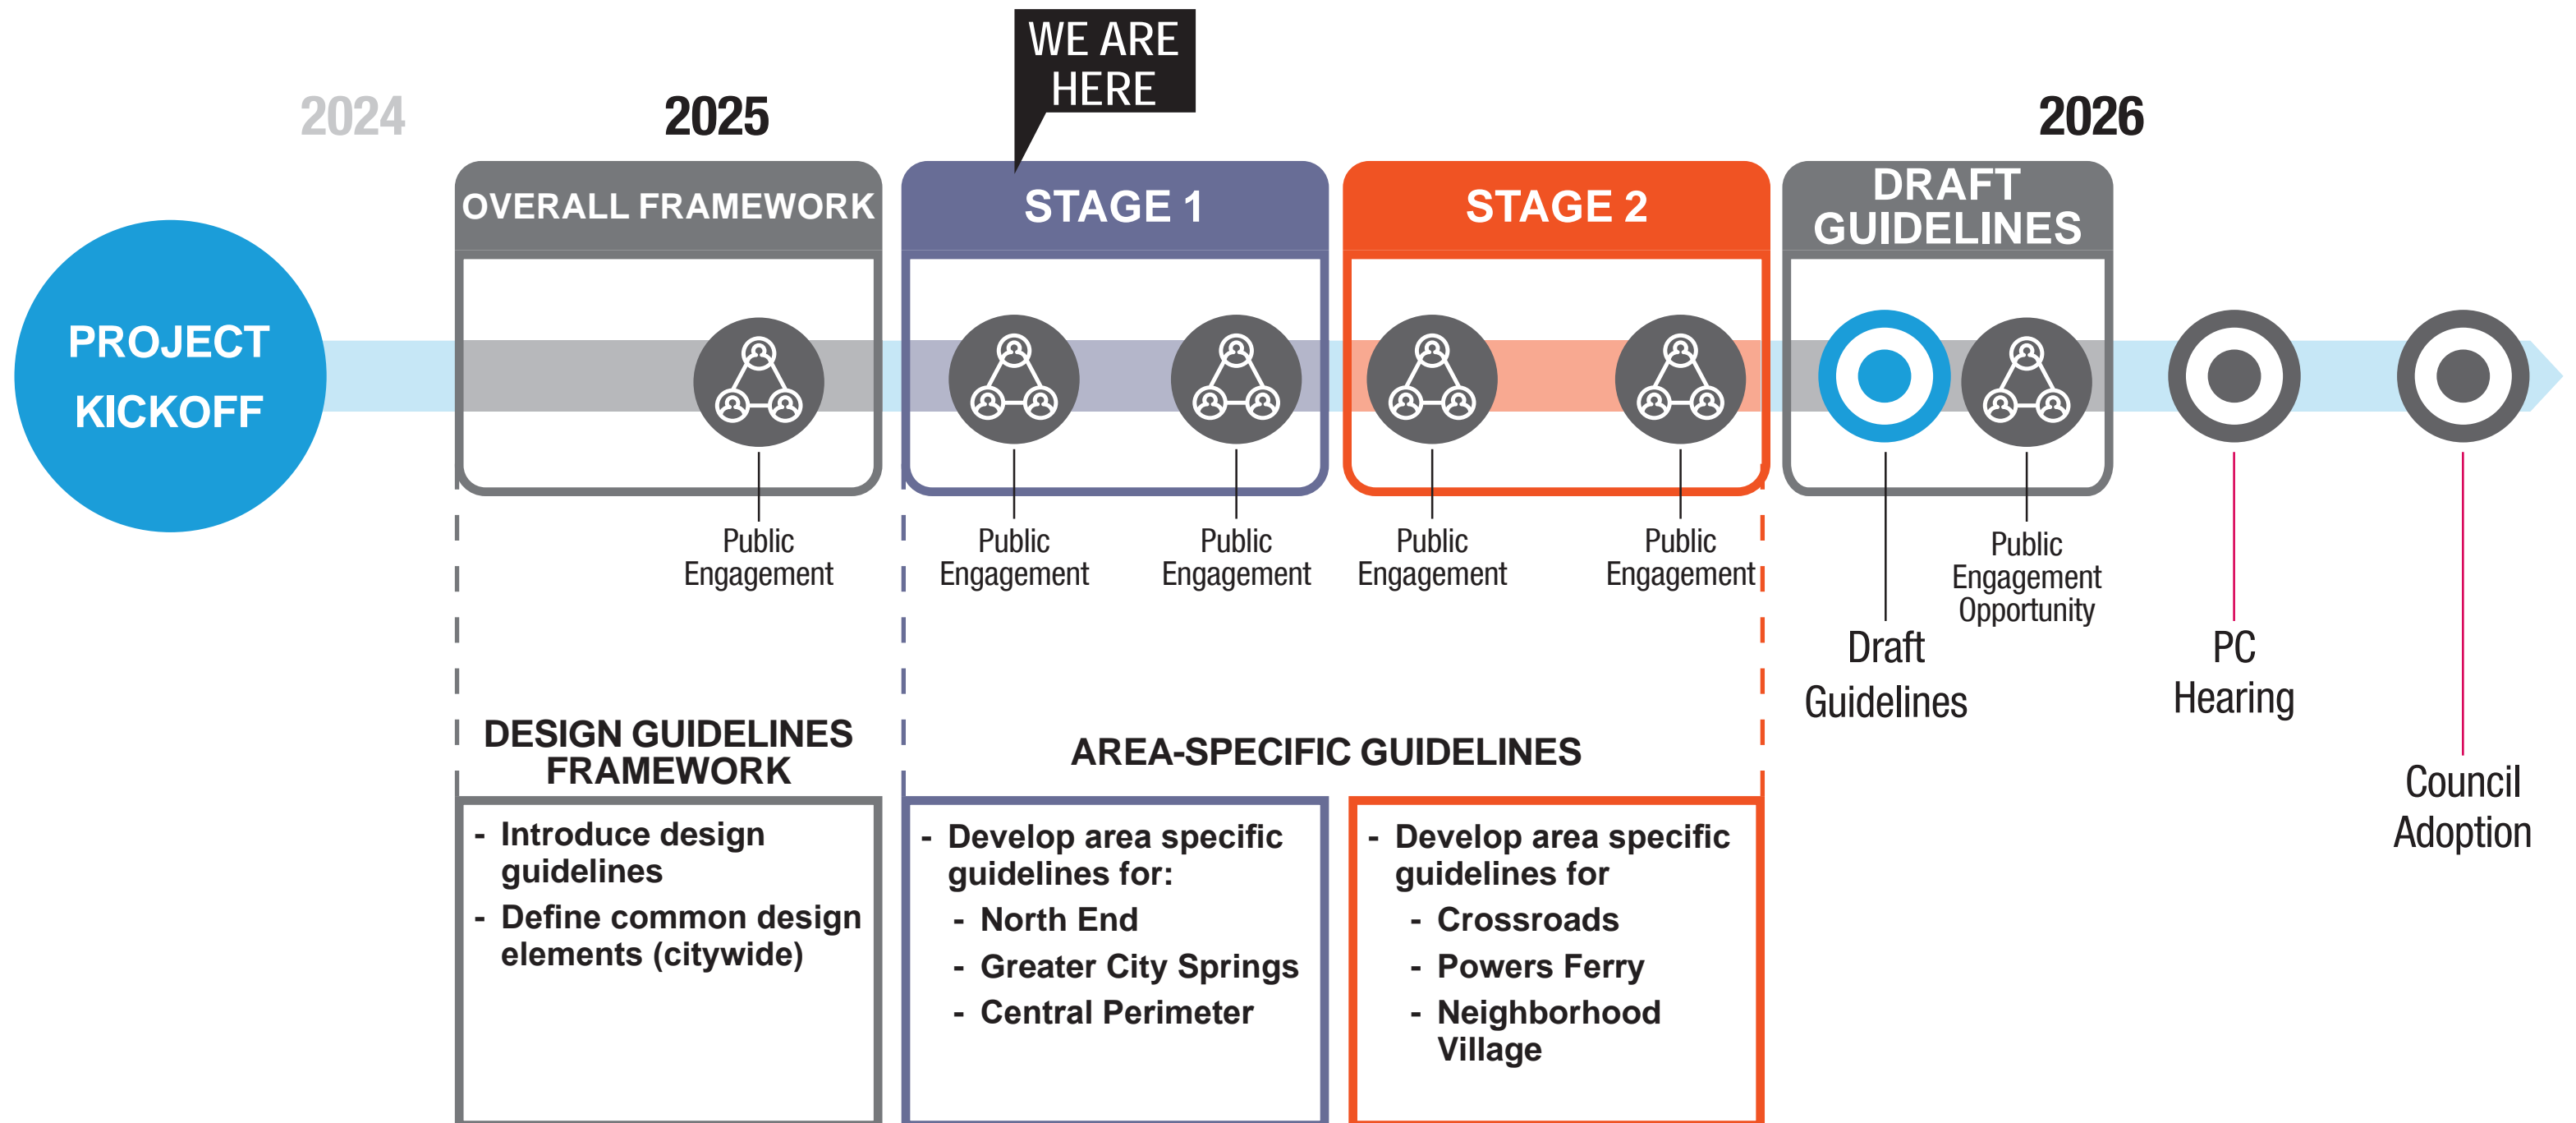 WE ARE
HERE
2024
2025
2026
PROJECT
KICKOFF
OVERALL FRAMEWORK
STAGE 1
STAGE 2
DRAFT
GUIDELINES
Public
Engagement
Public
Engagement
Public
Engagement
Public
Engagement
Public
Engagement
Public
Engagement
Opportunity
Draft
Guidelines
PC
Hearing
Council
Adoption
DESIGN GUIDELINES
FRAMEWORK
- Introduce design
guidelines
- Define common design
elements (citywide)
AREA-SPECIFIC GUIDELINES
- Develop area specific
guidelines for:
- North End
- Greater City Springs
- Central Perimeter
- Develop area specific
guidelines for
- Crossroads
- Powers Ferry
- Neighborhood
Village